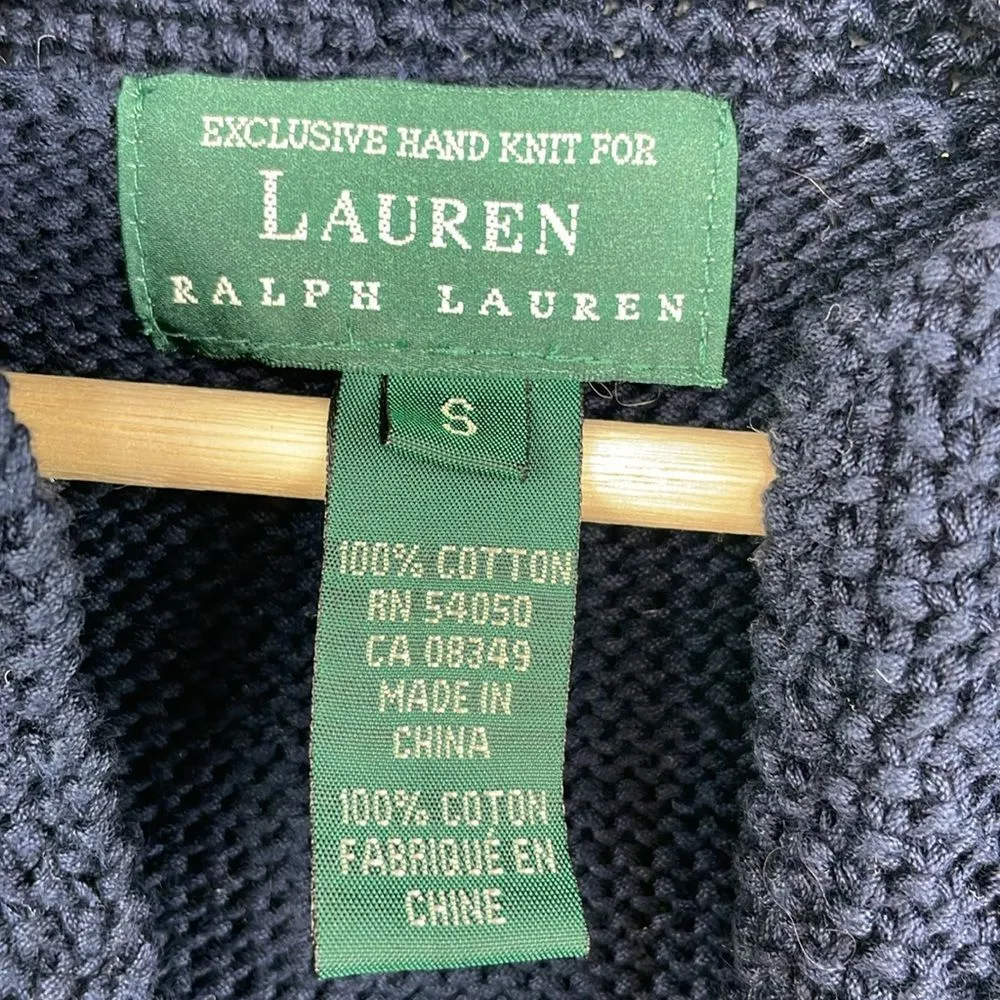 EXCLUSIVE HAND KNIT FOR
LAUREN
RALPH LAUREN
S
100% COTTON
RN 54050
CA 08349
MADE IN
CHINA
100% COTON
FABRIQUÉ EN
CHINE